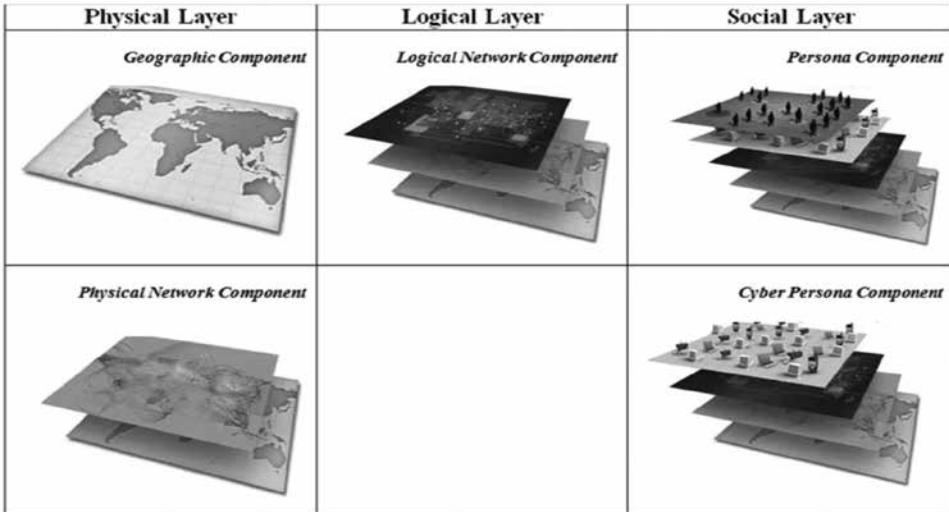 Physical Layer
Logical Layer
Social Layer
Geographic Component
Logical Network Component
Persona Component
Physical Network Component
Cyber Persona Component